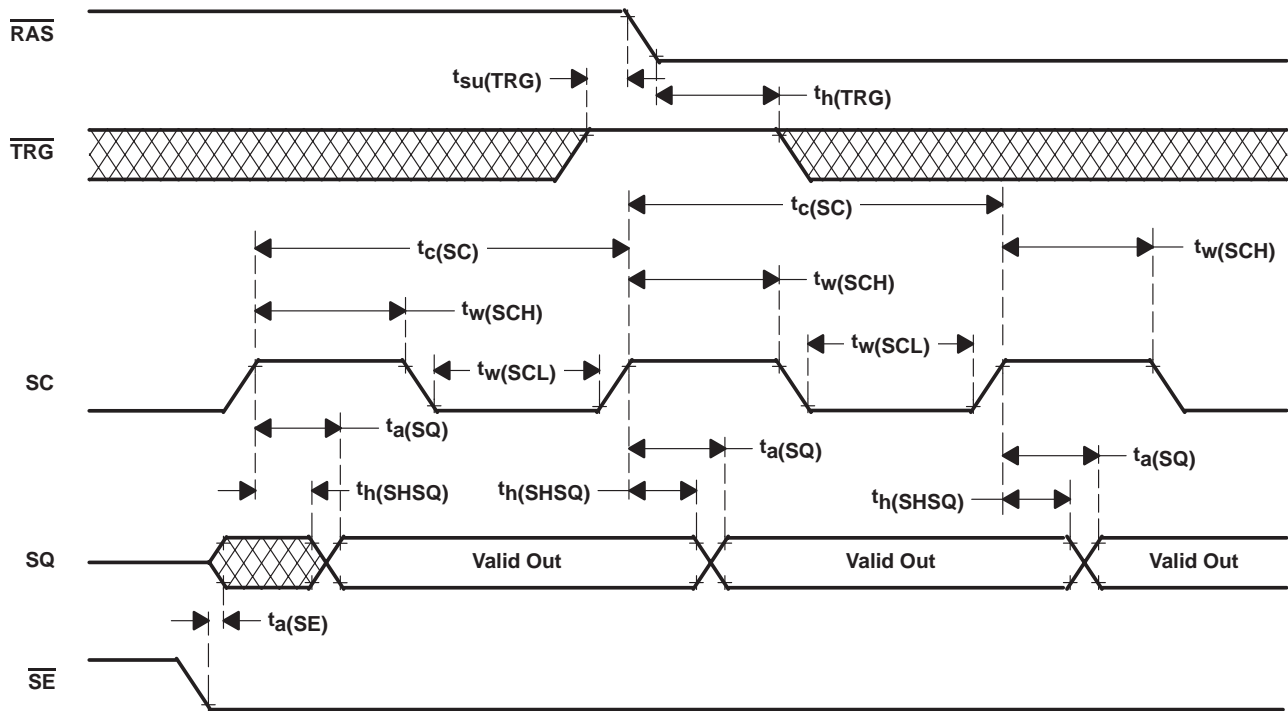 RAS
tsu(TRG)
th(TRG)
TRG
tc(SC)
tc(SC)
tw(SCH)
tw(SCH)
tw(SCH)
tw(SCL)
tw(SCL)
SC
ta(SQ)
ta(SQ)
ta(SQ)
th(SHSQ)
th(SHSQ)
th(SHSQ)
SQ
Valid Out
Valid Out
Valid Out
ta(SE)
SE